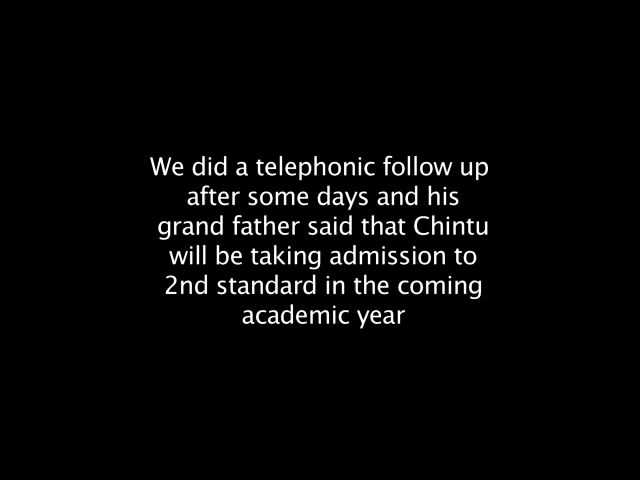 We did a telephonic follow up
after some days and his
grand father said that Chintu
will be taking admission to
2nd standard in the coming
academic year